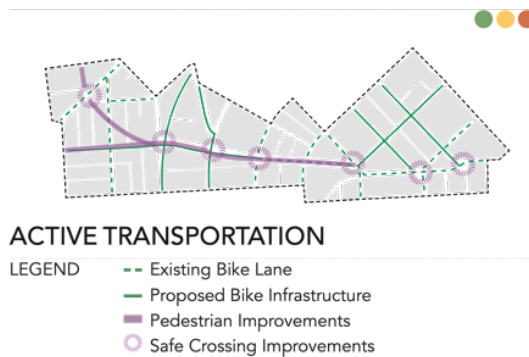 ACTIVE TRANSPORTATION
LEGEND
Existing Bike Lane
Proposed Bike Infrastructure
Pedestrian Improvements
Safe Crossing Improvements